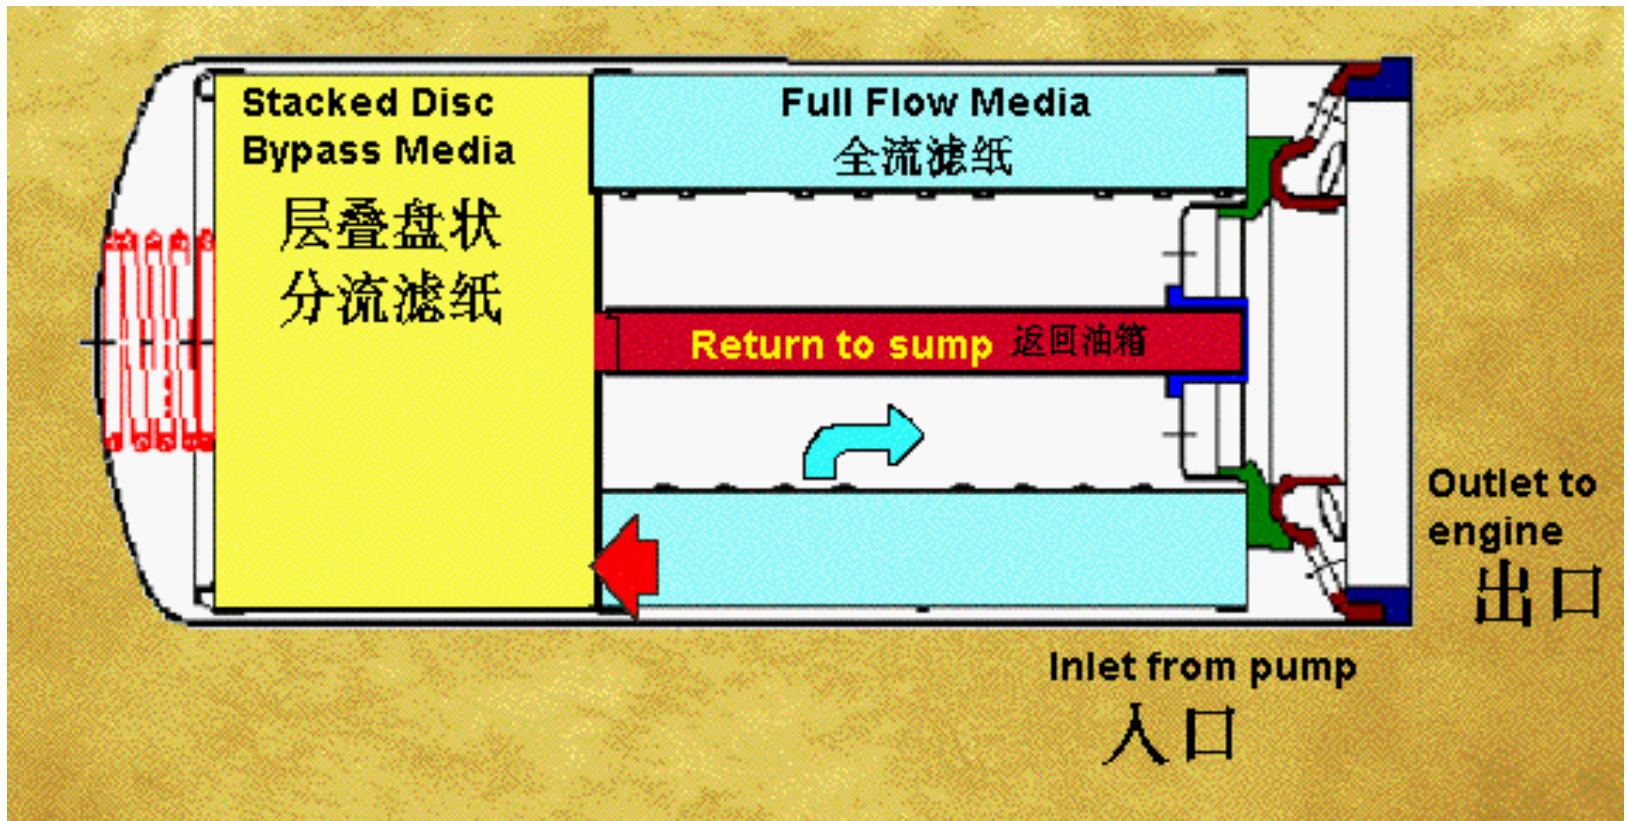 Stacked Disc
Bypass Media
层叠盘状
分流滤纸
Full Flow Media
全流滤纸
Return to sump 返回油箱
Outlet to
engine
出口
Inlet from pump
入口